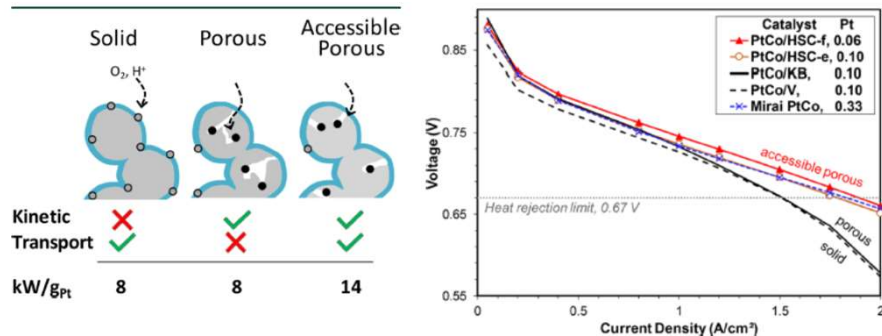 Solid Porous Accessible Porous
O₂, H⁺
Kinetic
Transport
kW/gPt 8 8 14
Voltage (V)
0.85
0.75
0.65
0.55
Catalyst Pt
PtCo/HSC-f, 0.06
PtCo/HSC-e, 0.10
PtCo/KB, 0.10
PtCo/V, 0.10
Mirai PtCo, 0.33
accessible porous
Heat rejection limit, 0.67 V
porous
solid
0 0.5 1 1.5 2
Current Density (A/cm²)